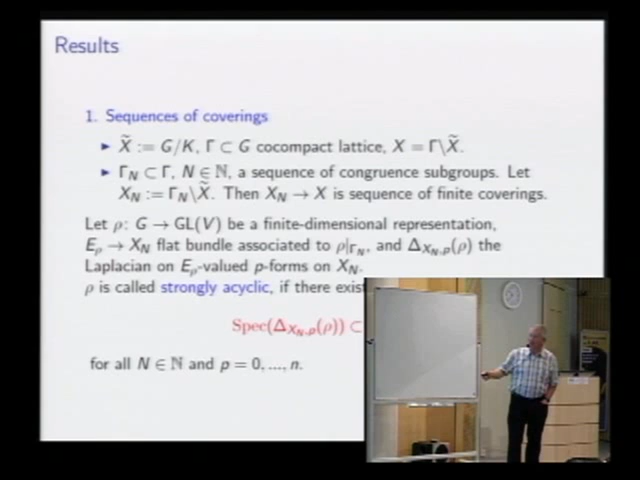 Results
1. Sequences of coverings
► X̃ := G/K, Γ ⊂ G cocompact lattice, X = Γ\X̃.
► Γ_N ⊂ Γ, N ∈ ℕ, a sequence of congruence subgroups. Let
X_N := Γ_N\X̃. Then X_N → X is sequence of finite coverings.
Let ρ: G → GL(V) be a finite-dimensional representation,
E_ρ → X_N flat bundle associated to ρ|_{Γ_N}, and Δ_{X_N,p}(ρ) the
Laplacian on E_ρ-valued p-forms on X_N.
ρ is called strongly acyclic, if there exist
Spec(Δ_{X_N,p}(ρ)) ⊂
for all N ∈ ℕ and p = 0, ..., n.